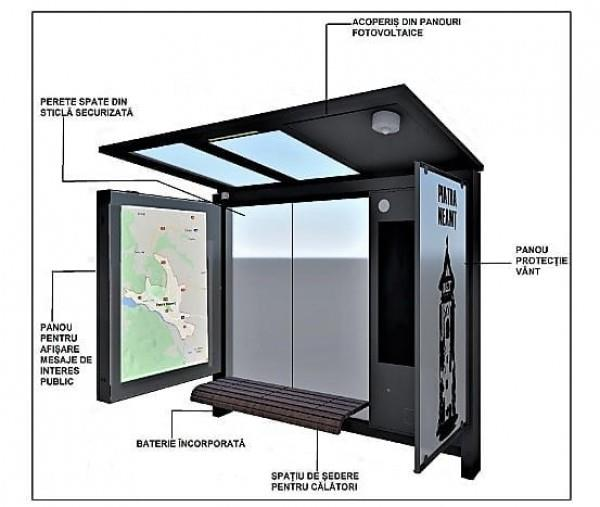 ACOPERIȘ DIN PANOURI
FOTOVOLTAICE
PERETE SPATE DIN
STICLĂ SECURIZATĂ
PIATRA
NEAMȚ
PANOU
PROTECȚIE
VÂNT
PANOU
PENTRU
AFIȘARE
MESAJE DE
INTERES
PUBLIC
BATERIE ÎNCORPORATĂ
SPAȚIU DE ȘEDERE
PENTRU CĂLĂTORI